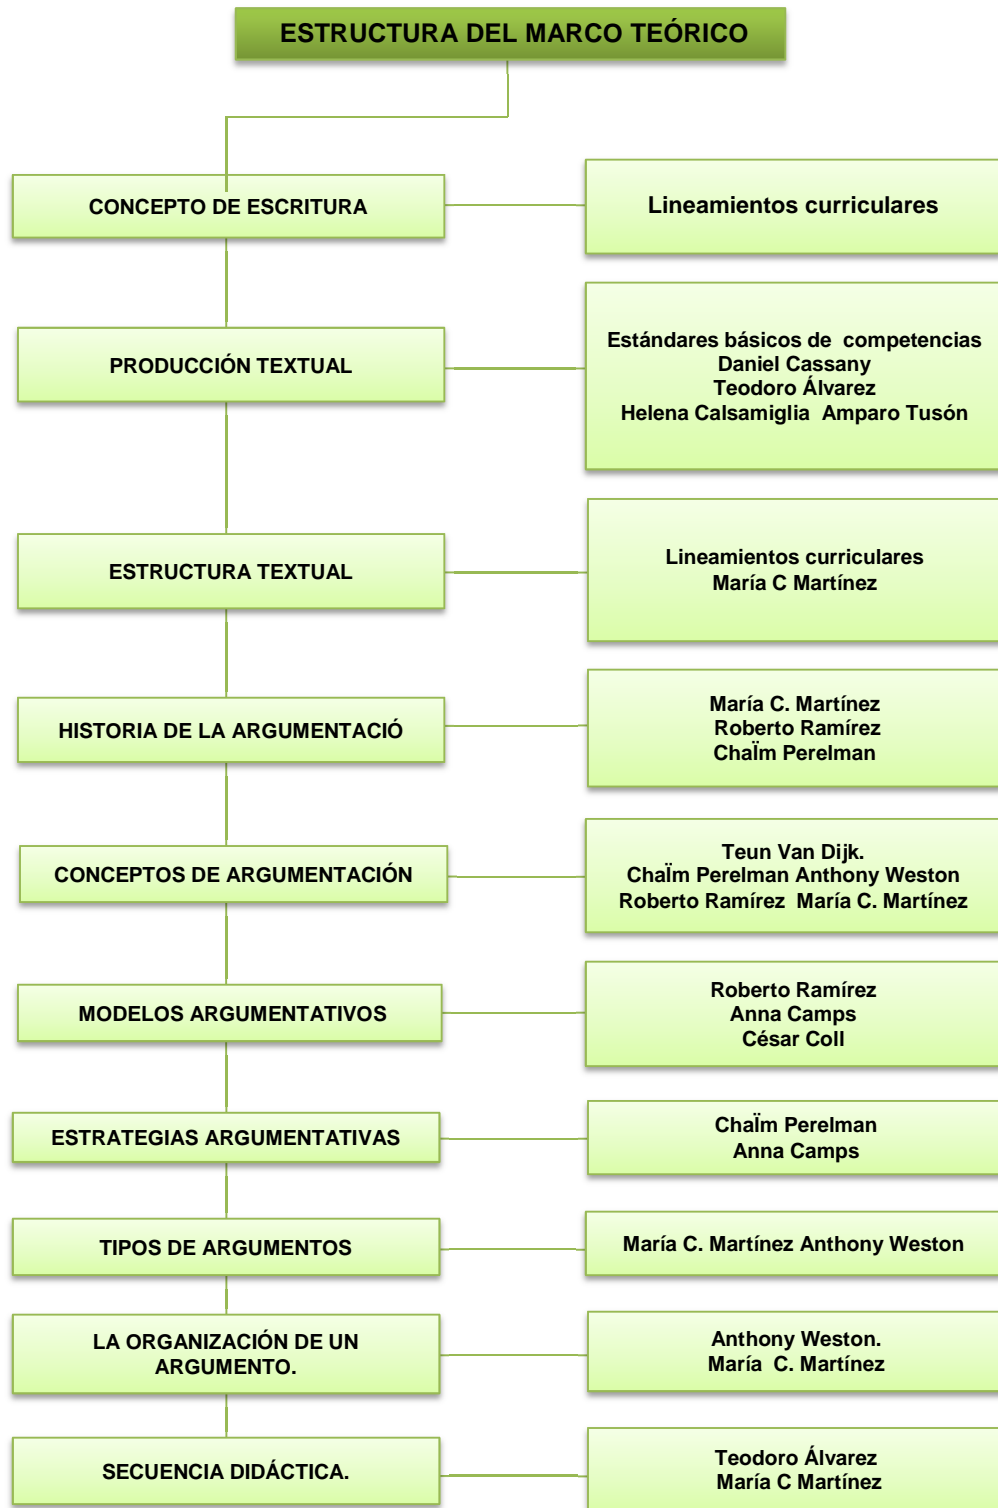 ESTRUCTURA DEL MARCO TEÓRICO
CONCEPTO DE ESCRITURA
Lineamientos curriculares
PRODUCCIÓN TEXTUAL
Estándares básicos de competencias
Daniel Cassany
Teodoro Álvarez
Helena Calsamiglia Amparo Tusón
ESTRUCTURA TEXTUAL
Lineamientos curriculares
María C Martínez
HISTORIA DE LA ARGUMENTACIÓ
María C. Martínez
Roberto Ramírez
ChaÏm Perelman
CONCEPTOS DE ARGUMENTACIÓN
Teun Van Dijk.
ChaÏm Perelman Anthony Weston
Roberto Ramírez María C. Martínez
MODELOS ARGUMENTATIVOS
Roberto Ramírez
Anna Camps
César Coll
ESTRATEGIAS ARGUMENTATIVAS
ChaÏm Perelman
Anna Camps
TIPOS DE ARGUMENTOS
María C. Martínez Anthony Weston
LA ORGANIZACIÓN DE UN
ARGUMENTO.
Anthony Weston.
María C. Martínez
SECUENCIA DIDÁCTICA.
Teodoro Álvarez
María C Martínez